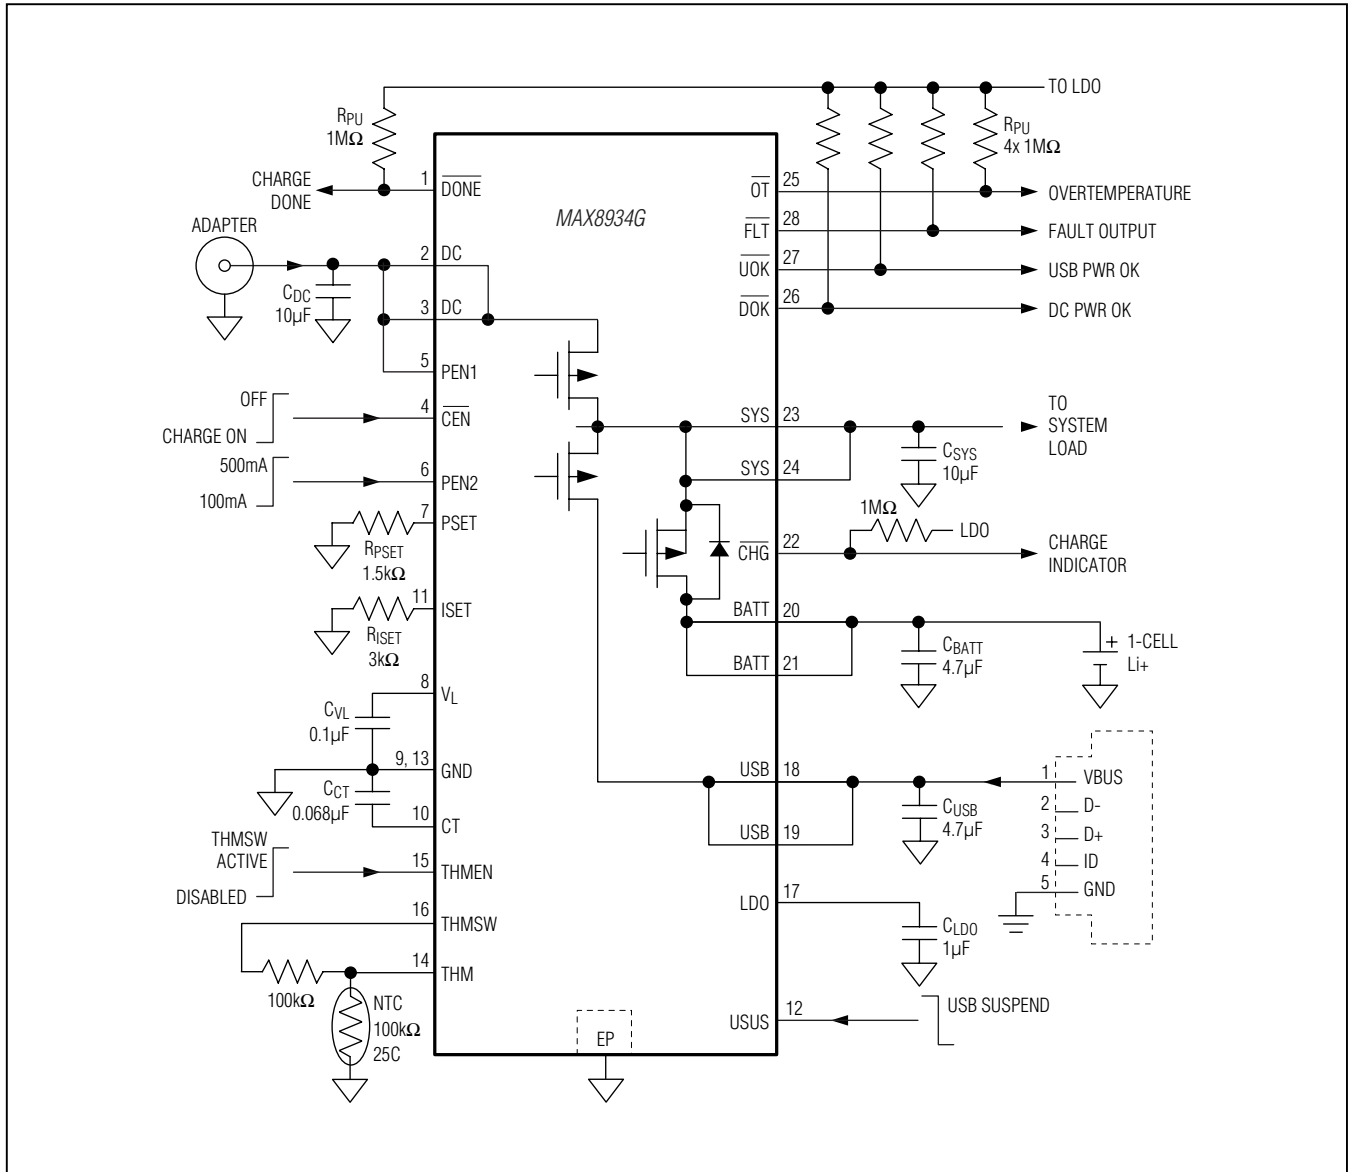 TO LDO
RPU
1MΩ
RPU
4x 1MΩ
CHARGE
DONE
1
DONE
MAX8934G
25
OT
OVERTEMPERATURE
ADAPTER
28
FLT
FAULT OUTPUT
2
DC
27
UOK
USB PWR OK
CDC
10µF
3
DC
26
DOK
DC PWR OK
5
PEN1
OFF
CHARGE ON
4
CEN
SYS
23
TO
SYSTEM
LOAD
500mA
100mA
6
PEN2
SYS
24
CSYS
10µF
7
PSET
RPSET
1.5kΩ
1MΩ
LDO
CHG
22
CHARGE
INDICATOR
11
ISET
RISET
3kΩ
BATT
20
BATT
21
CBATT
4.7µF
+
1-CELL
Li+
8
VL
CVL
0.1µF
9, 13
GND
CCT
0.068µF
10
CT
USB
18
USB
19
CUSB
4.7µF
1
VBUS
2
D-
3
D+
4
ID
5
GND
THMSW
ACTIVE
DISABLED
15
THMEN
16
THMSW
LDO
17
CLDO
1µF
14
THM
100kΩ
NTC
100kΩ
25C
EP
USUS
12
USB SUSPEND